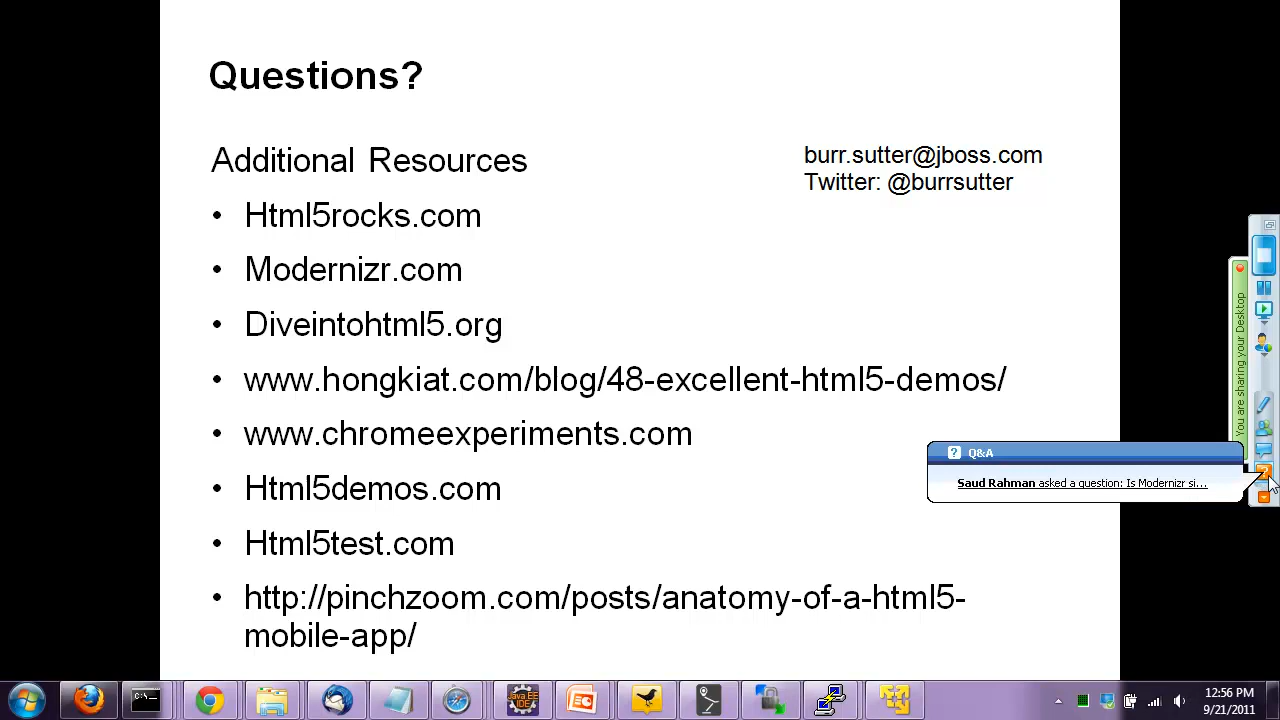 Questions?
Additional Resources
burr.sutter@jboss.com
Twitter: @burrsutter
• Html5rocks.com
• Modernizr.com
• Diveintohtml5.org
• www.hongkiat.com/blog/48-excellent-html5-demos/
• www.chromeexperiments.com
• Html5demos.com
• Html5test.com
• http://pinchzoom.com/posts/anatomy-of-a-html5-
mobile-app/
You are sharing your Desktop
? Q&A
Saud Rahman asked a question: Is Modernizr si...
C:\.
Java EE
IDE
12:56 PM
9/21/2011